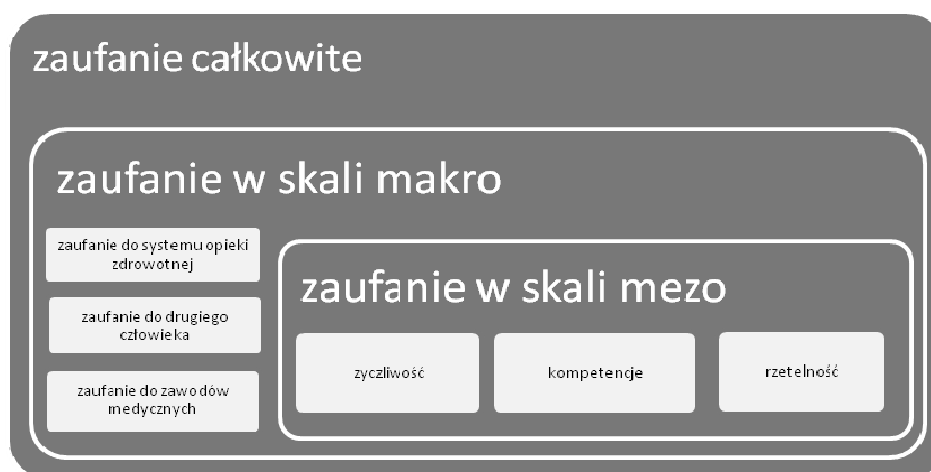 zaufanie całkowite
zaufanie w skali makro
zaufanie do systemu opieki
zdrowotnej
zaufanie do drugiego
człowieka
zaufanie do zawodów
medycznych
zaufanie w skali mezo
zyczliwość
kompetencje
rzetelność